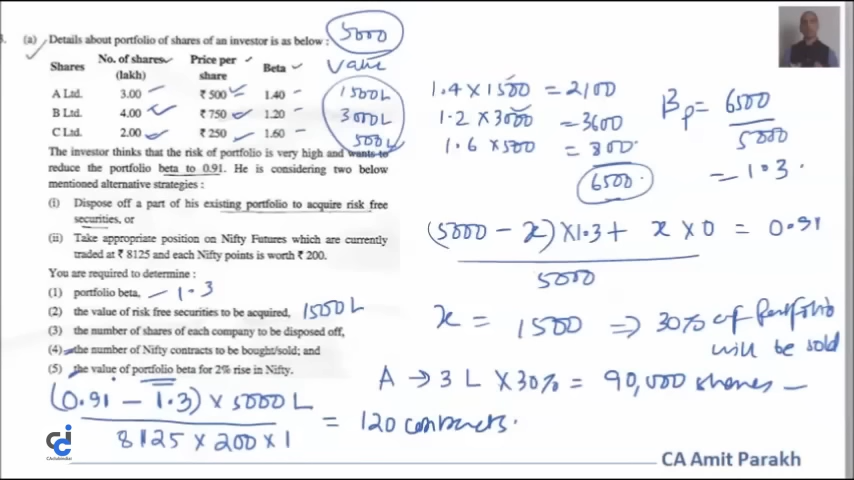 3. (a) Details about portfolio of shares of an investor is as below :
Shares No. of shares (lakh) Price per share Beta
A Ltd. 3.00 ₹ 500 1.40
B Ltd. 4.00 ₹ 750 1.20
C Ltd. 2.00 ₹ 250 1.60
5000
Value
1500L
3000L
500L
The investor thinks that the risk of portfolio is very high and wants to
reduce the portfolio beta to 0.91. He is considering two below
mentioned alternative strategies :
(i) Dispose off a part of his existing portfolio to acquire risk free
securities, or
(ii) Take appropriate position on Nifty Futures which are currently
traded at ₹ 8125 and each Nifty points is worth ₹ 200.
You are required to determine :
(1) portfolio beta, – 1.3
(2) the value of risk free securities to be acquired, 1500L
(3) the number of shares of each company to be disposed off,
(4) the number of Nifty contracts to be bought/sold; and
(5) the value of portfolio beta for 2% rise in Nifty.
1.4 × 1500 = 2100
1.2 × 3000 = 3600
1.6 × 500 = 800.
6500
βp = 6500
5000
= 1.3.
(5000 – x) × 1.3 + x × 0 = 0.91
5000
x = 1500 ⇒ 30% of Portfolio
will be sold
A → 3 L × 30% = 90,000 shares –
(0.91 – 1.3) × 5000 L
8125 × 200 × 1
= 120 contracts.
CA Amit Parakh